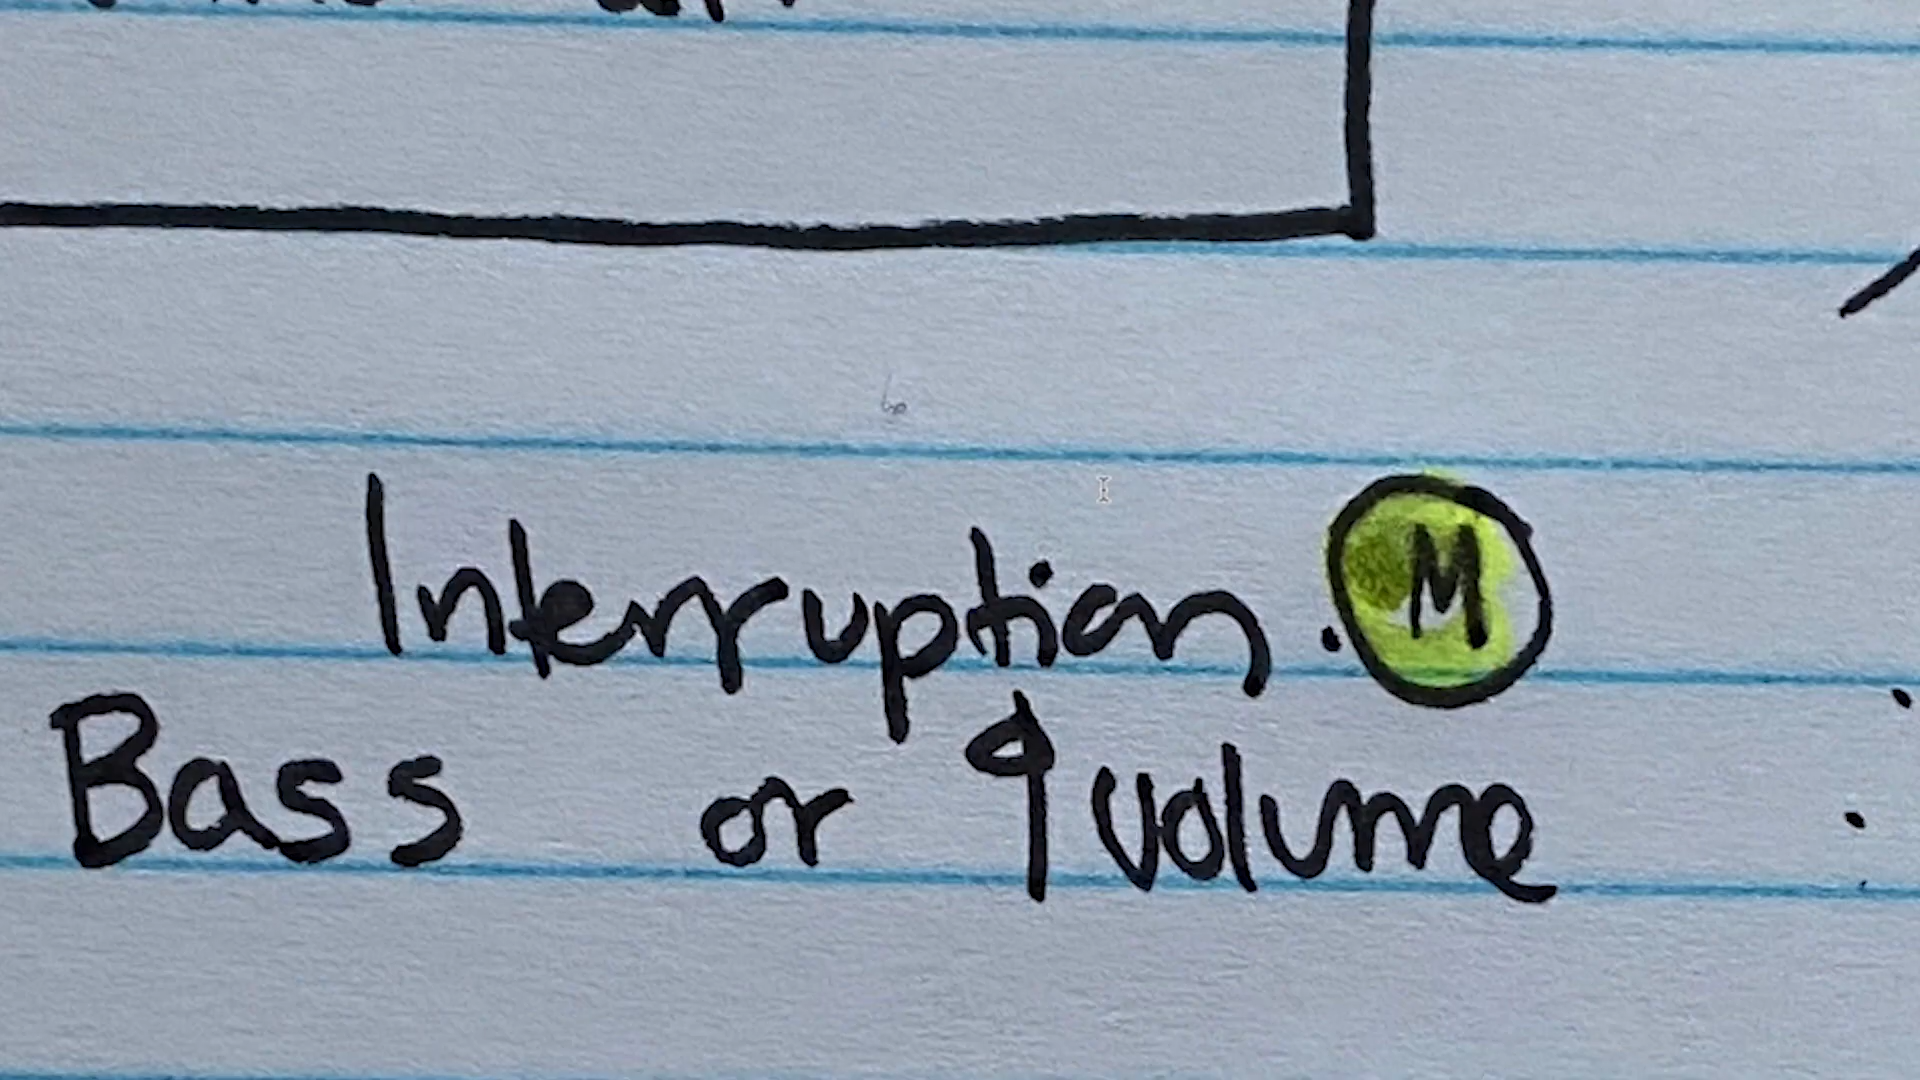 Interruption. M
Bass or ↑ volume